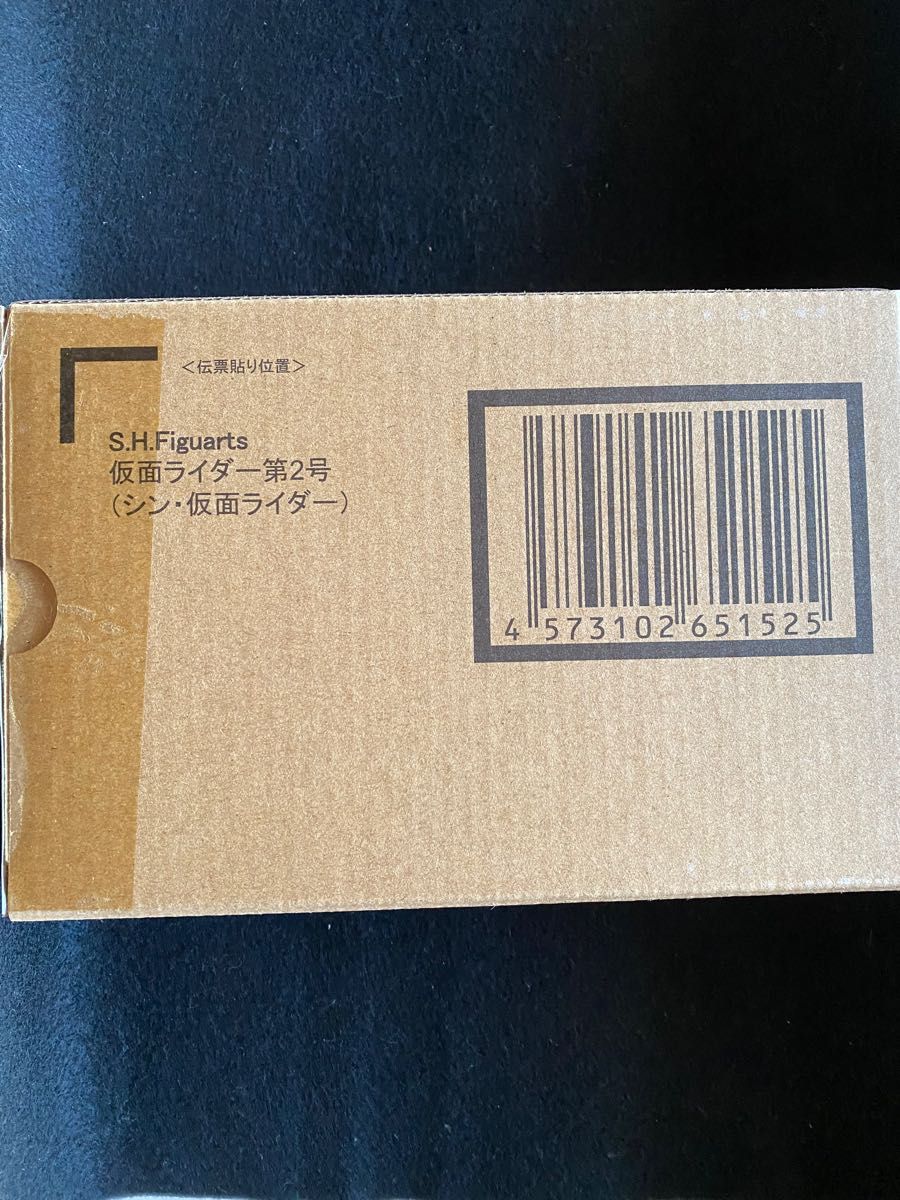 ＜伝票貼り位置＞
S.H.Figuarts
仮面ライダー第2号
（シン・仮面ライダー）
4 573102 651525